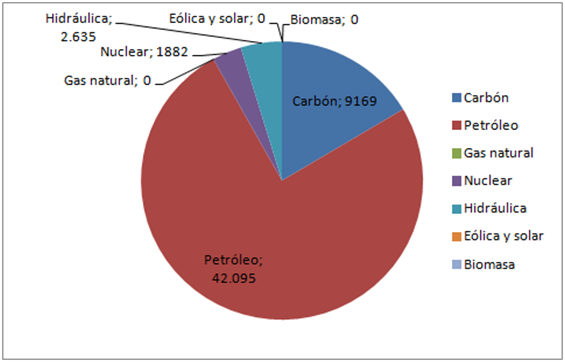 Hidráulica;
2.635
Eólica y solar; 0
Biomasa; 0
Nuclear; 1882
Gas natural; 0
Carbón; 9169
Petróleo;
42.095
Carbón
Petróleo
Gas natural
Nuclear
Hidráulica
Eólica y solar
Biomasa